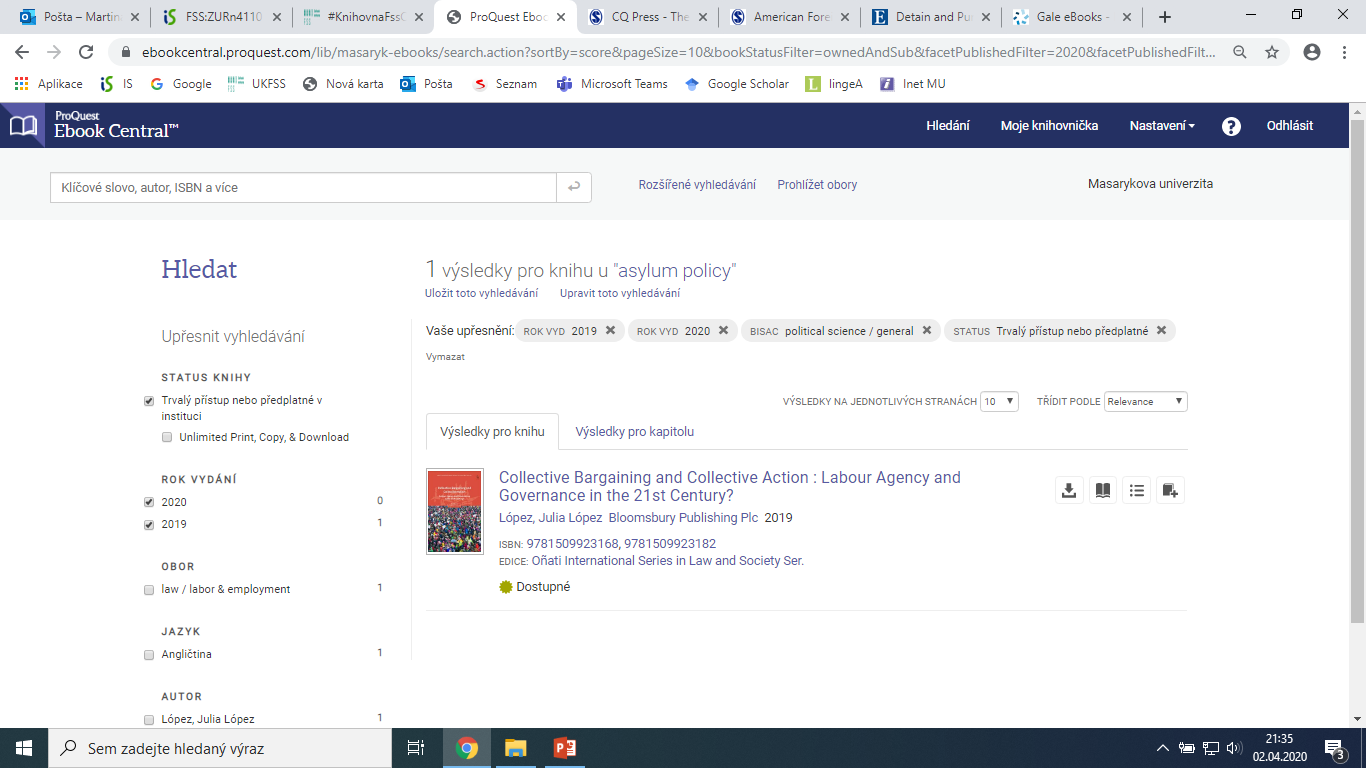 Pošta – Martin
FSS:ZURn4110
#KnihovnaFssO
ProQuest Eboo
CQ Press - The
American Fore
Detain and Pu
Gale eBooks -
ebookcentral.proquest.com/lib/masaryk-ebooks/search.action?sortBy=score&pageSize=10&bookStatusFilter=ownedAndSub&facetPublishedFilter=2020&facetPublishedFilt...
Aplikace IS Google UKFSS Nová karta Pošta Seznam Microsoft Teams Google Scholar lingeA Inet MU
ProQuest
Ebook Central™
Hledání Moje knihovnička Nastavení ? Odhlásit
Klíčové slovo, autor, ISBN a více
Rozšířené vyhledávání Prohlížet obory
Masarykova univerzita
Hledat
Upřesnit vyhledávání
STATUS KNIHY
Trvalý přístup nebo předplatné v
instituci
Unlimited Print, Copy, & Download
ROK VYDÁNÍ
2020 0
2019 1
OBOR
law / labor & employment 1
JAZYK
Angličtina 1
AUTOR
López, Julia López 1
1 výsledky pro knihu u "asylum policy"
Uložit toto vyhledávání Upravit toto vyhledávání
Vaše upřesnění: ROK VYD 2019 ✖ ROK VYD 2020 ✖ BISAC political science / general ✖ STATUS Trvalý přístup nebo předplatné ✖
Vymazat
VÝSLEDKY NA JEDNOTLIVÝCH STRANÁCH 10 TŘÍDIT PODLE Relevance
Výsledky pro knihu Výsledky pro kapitolu
Collective Bargaining and Collective Action : Labour Agency and
Governance in the 21st Century?
López, Julia López Bloomsbury Publishing Plc 2019
ISBN: 9781509923168, 9781509923182
EDICE: Oñati International Series in Law and Society Ser.
Dostupné
Sem zadejte hledaný výraz
21:35
02.04.2020
3